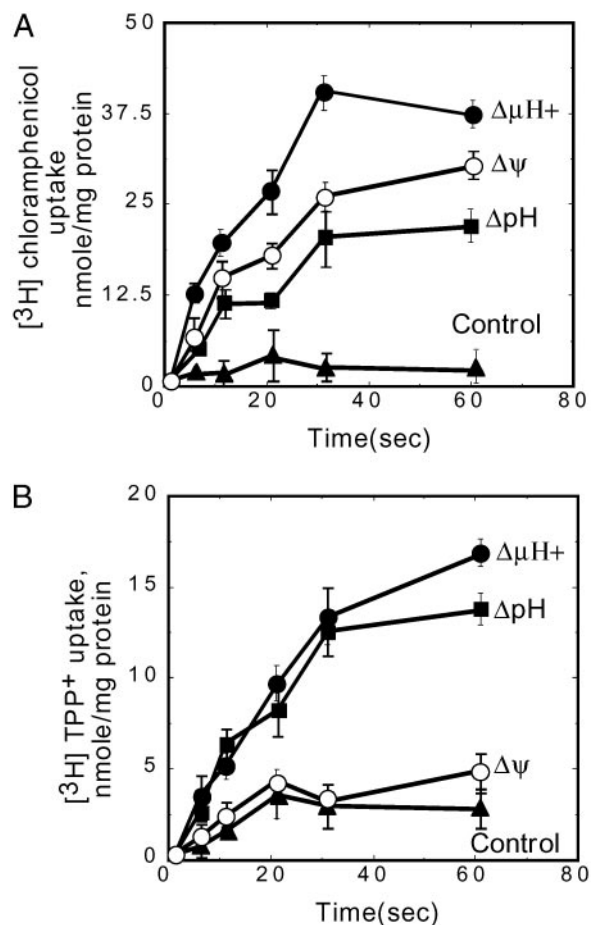 A
[³H] chloramphenicol
uptake
nmole/mg protein
50
37.5
25
12.5
0
ΔμH+
Δψ
ΔpH
Control
0 20 40 60 80
Time(sec)
B
[³H] TPP⁺ uptake,
nmole/mg protein
20
15
10
5
0
ΔμH+
ΔpH
Δψ
Control
0 20 40 60 80
Time(sec)